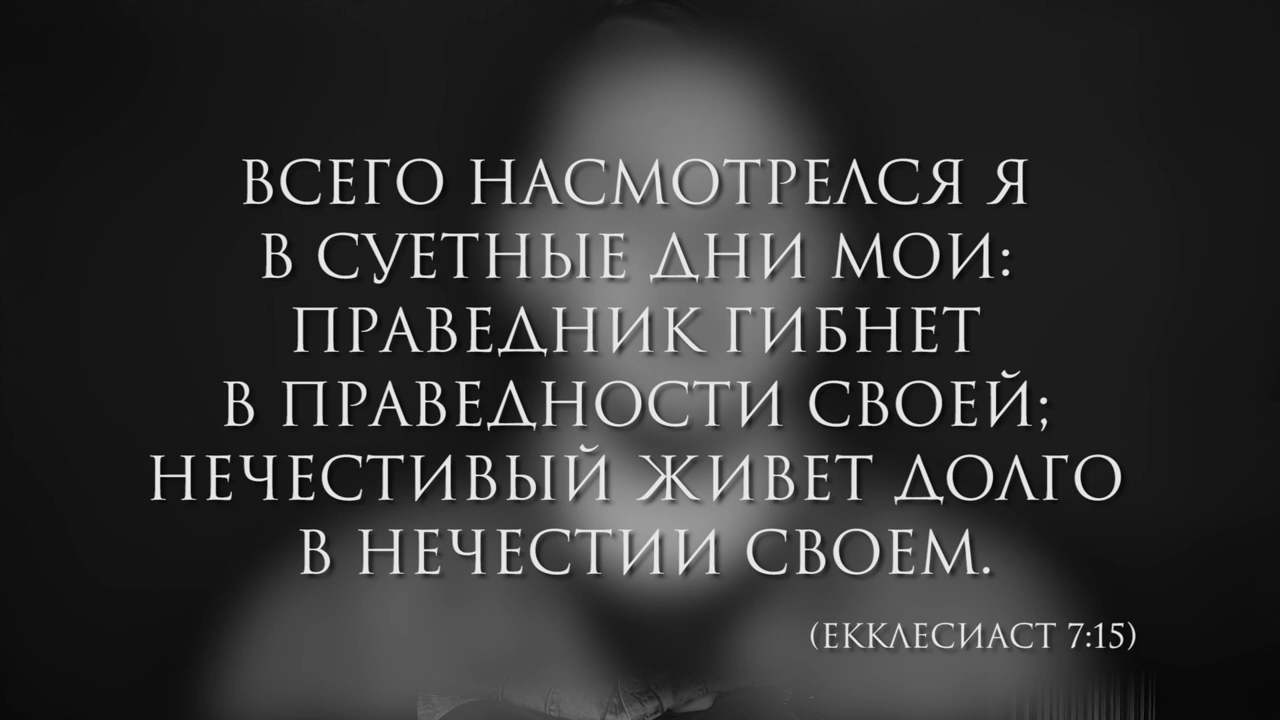 ВСЕГО НАСМОТРЕЛСЯ Я
В СУЕТНЫЕ ДНИ МОИ:
ПРАВЕДНИК ГИБНЕТ
В ПРАВЕДНОСТИ СВОЕЙ;
НЕЧЕСТИВЫЙ ЖИВЕТ ДОЛГО
В НЕЧЕСТИИ СВОЕМ.
(ЕККЛЕСИАСТ 7:15)